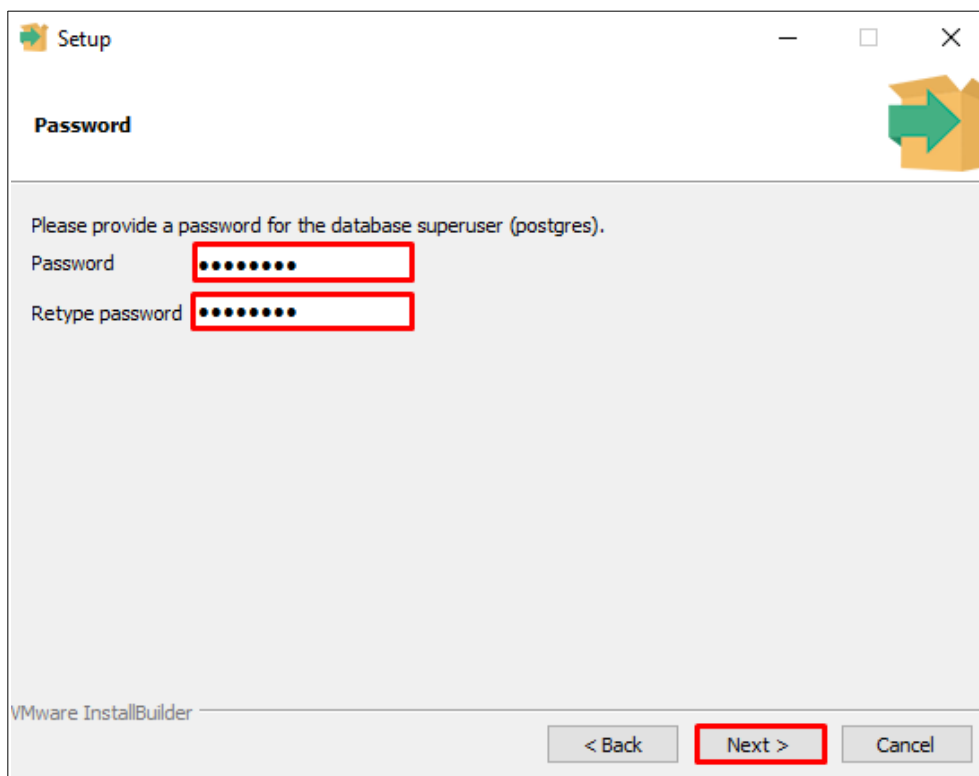 Setup
Password
Please provide a password for the database superuser (postgres).
Password ●●●●●●●●
Retype password ●●●●●●●●
VMware InstallBuilder
< Back Next > Cancel